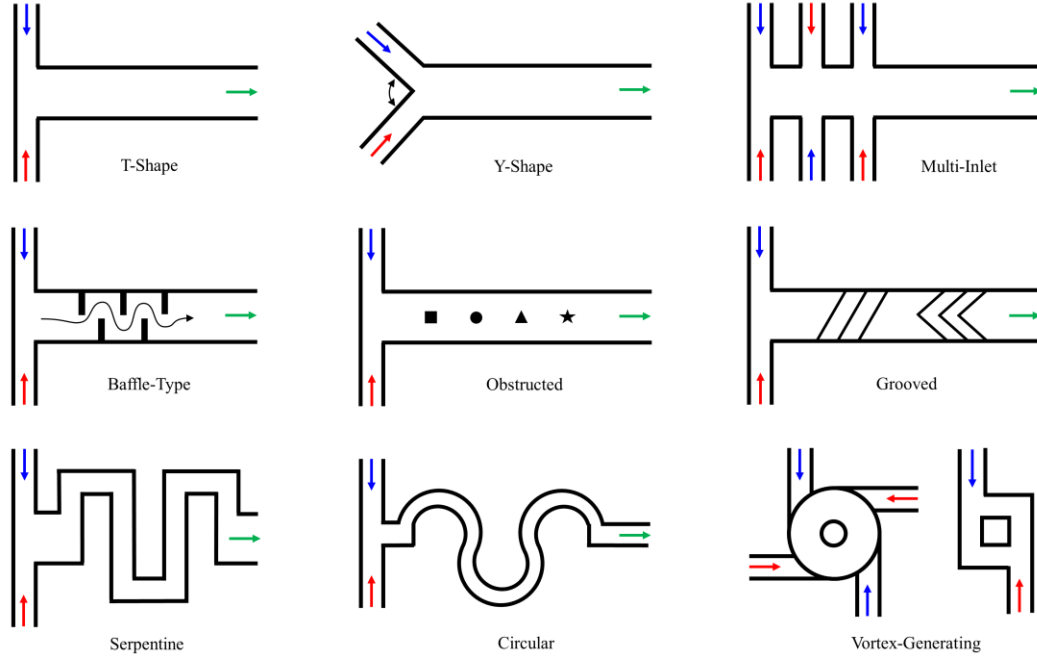 T-Shape
Y-Shape
Multi-Inlet
Baffle-Type
Obstructed
Grooved
Serpentine
Circular
Vortex-Generating